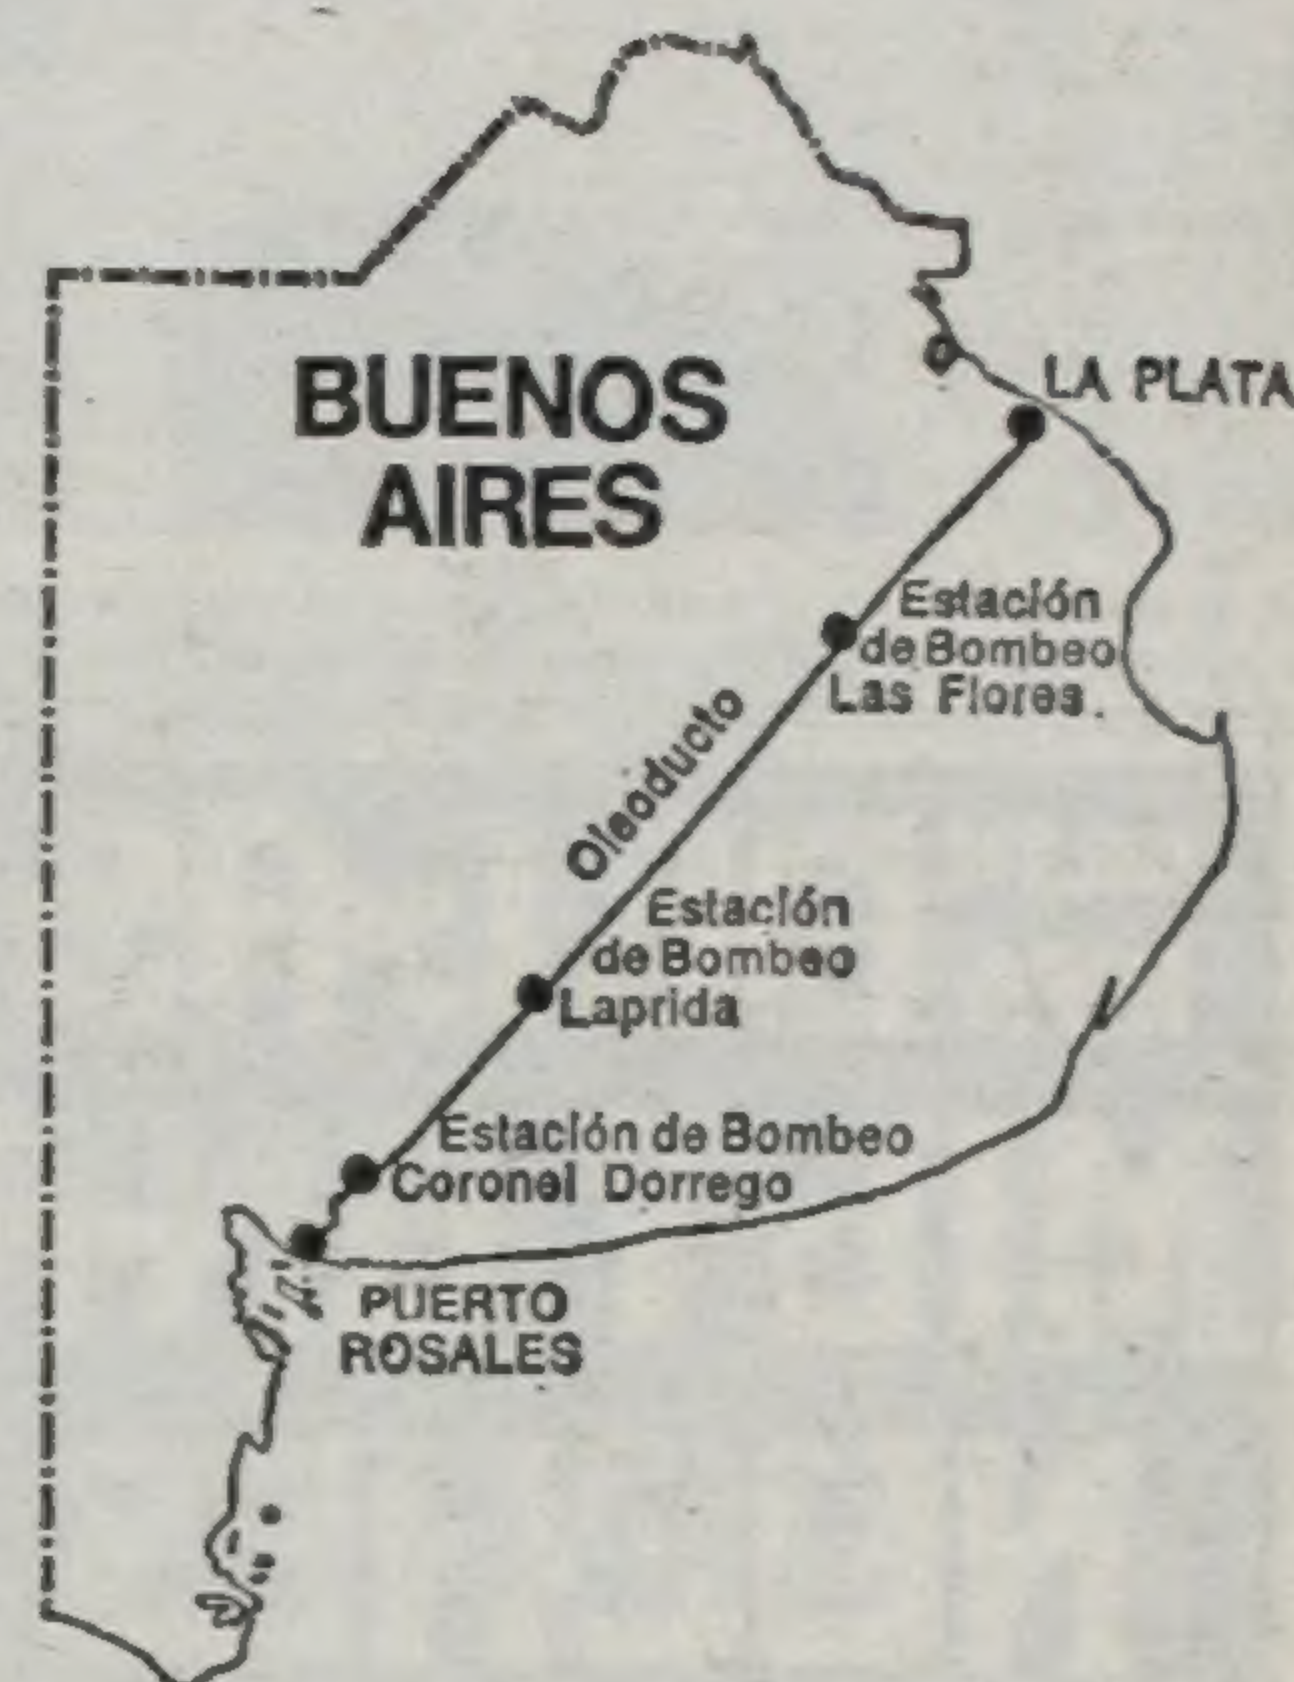 BUENOS
AIRES
LA PLATA
Estación
de Bombeo
Las Flores.
Oleoducto
Estación
de Bombeo
Laprida
Estación de Bombeo
Coronel Dorrego
PUERTO
ROSALES